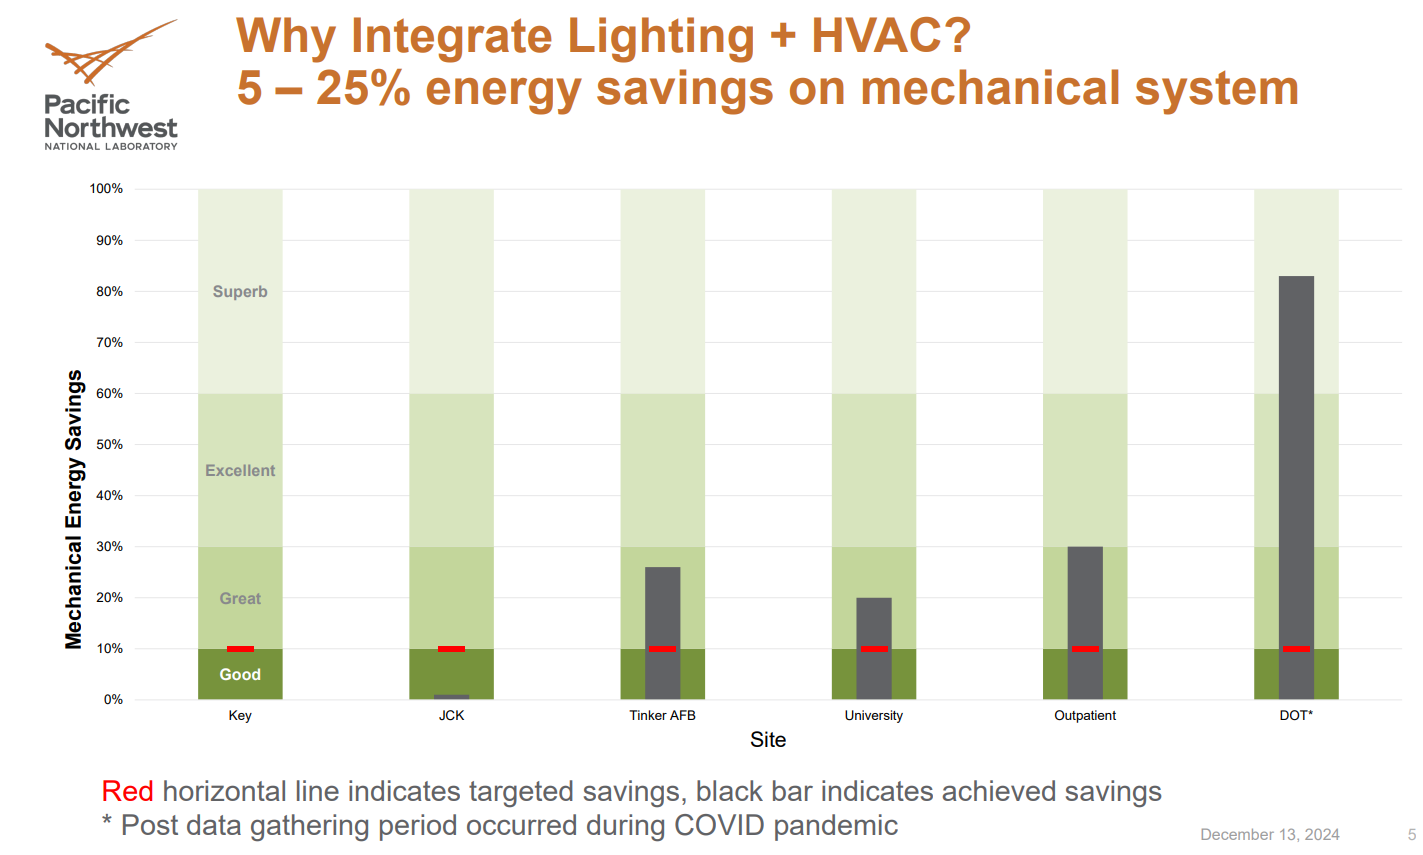 Why Integrate Lighting + HVAC?
5 – 25% energy savings on mechanical system
Pacific
Northwest
NATIONAL LABORATORY
100%
90%
80%
70%
60%
50%
40%
30%
20%
10%
0%
Mechanical Energy Savings
Superb
Excellent
Great
Good
Key
JCK
Tinker AFB
University
Outpatient
DOT*
Site
Red horizontal line indicates targeted savings, black bar indicates achieved savings
* Post data gathering period occurred during COVID pandemic
December 13, 2024
5